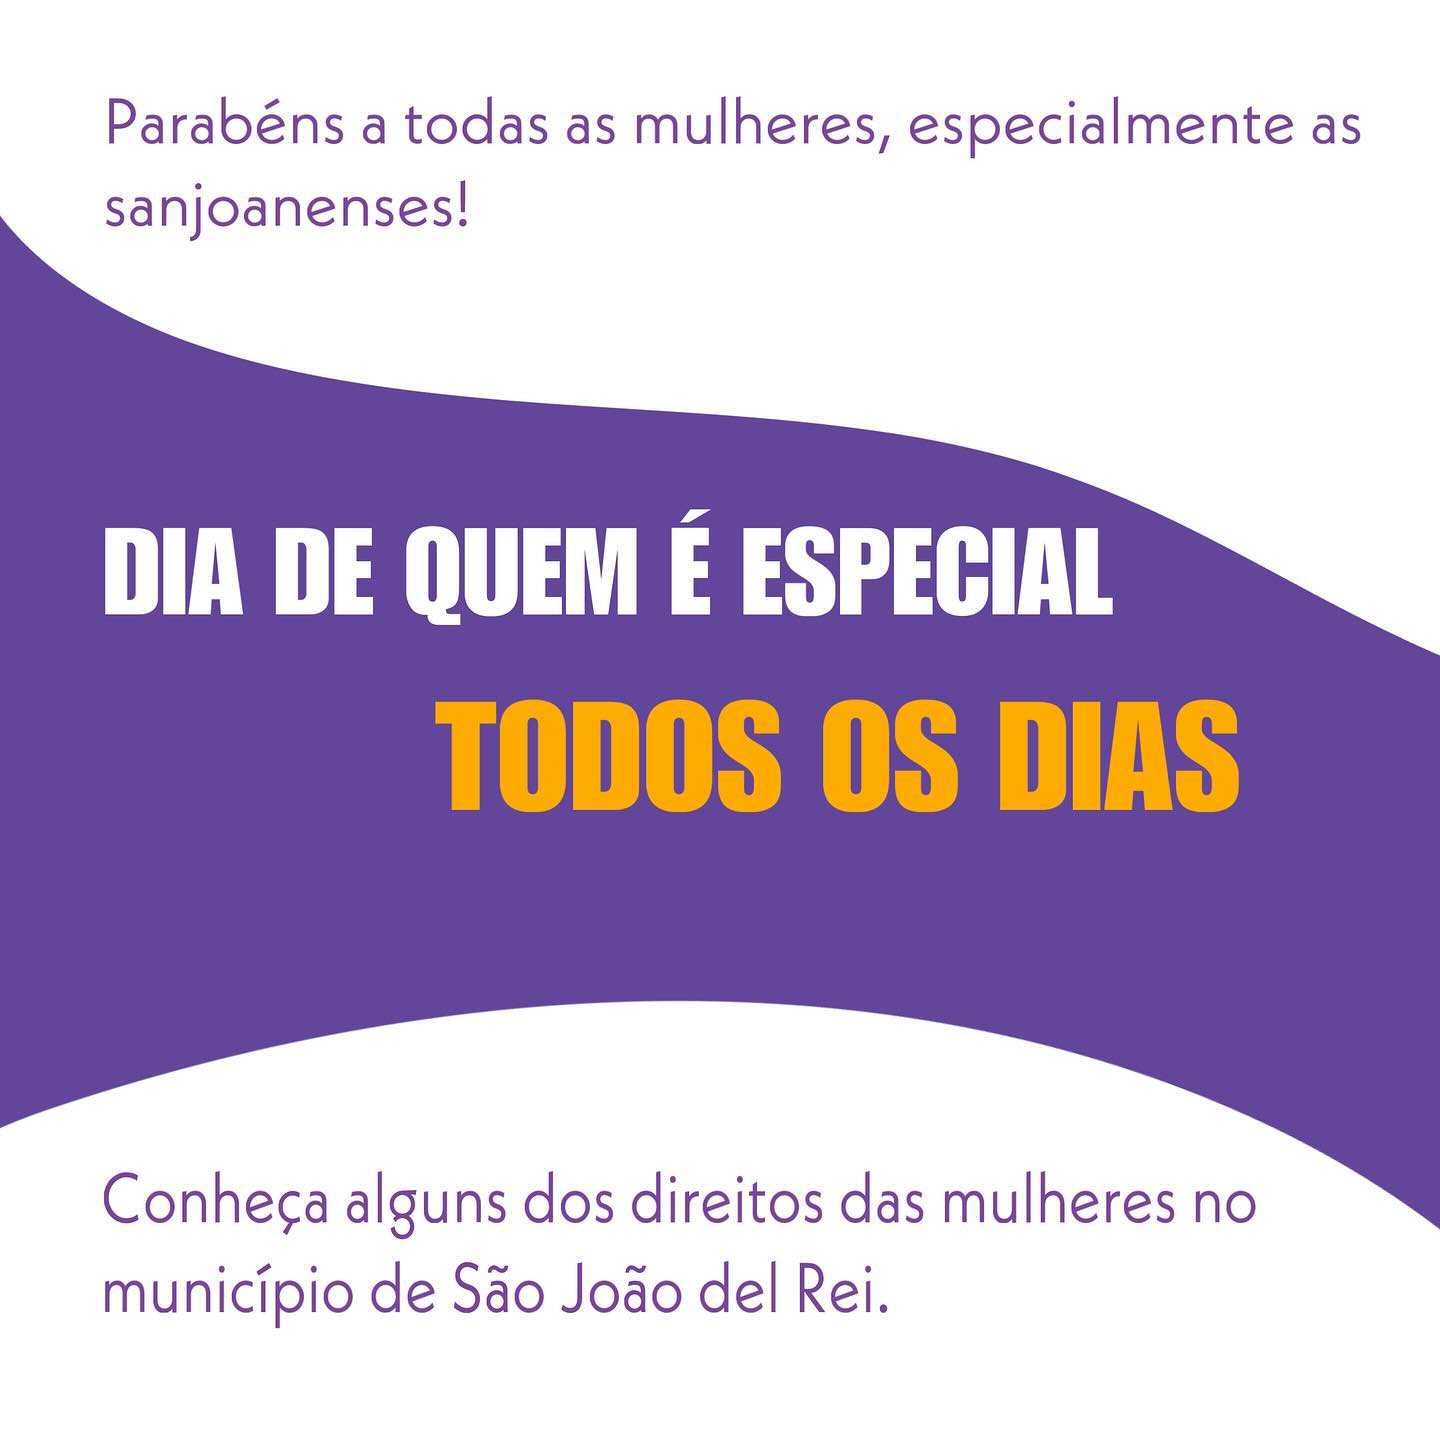 Parabéns a todas as mulheres, especialmente as
sanjoanenses!
DIA DE QUEM É ESPECIAL
TODOS OS DIAS
Conheça alguns dos direitos das mulheres no
município de São João del Rei.